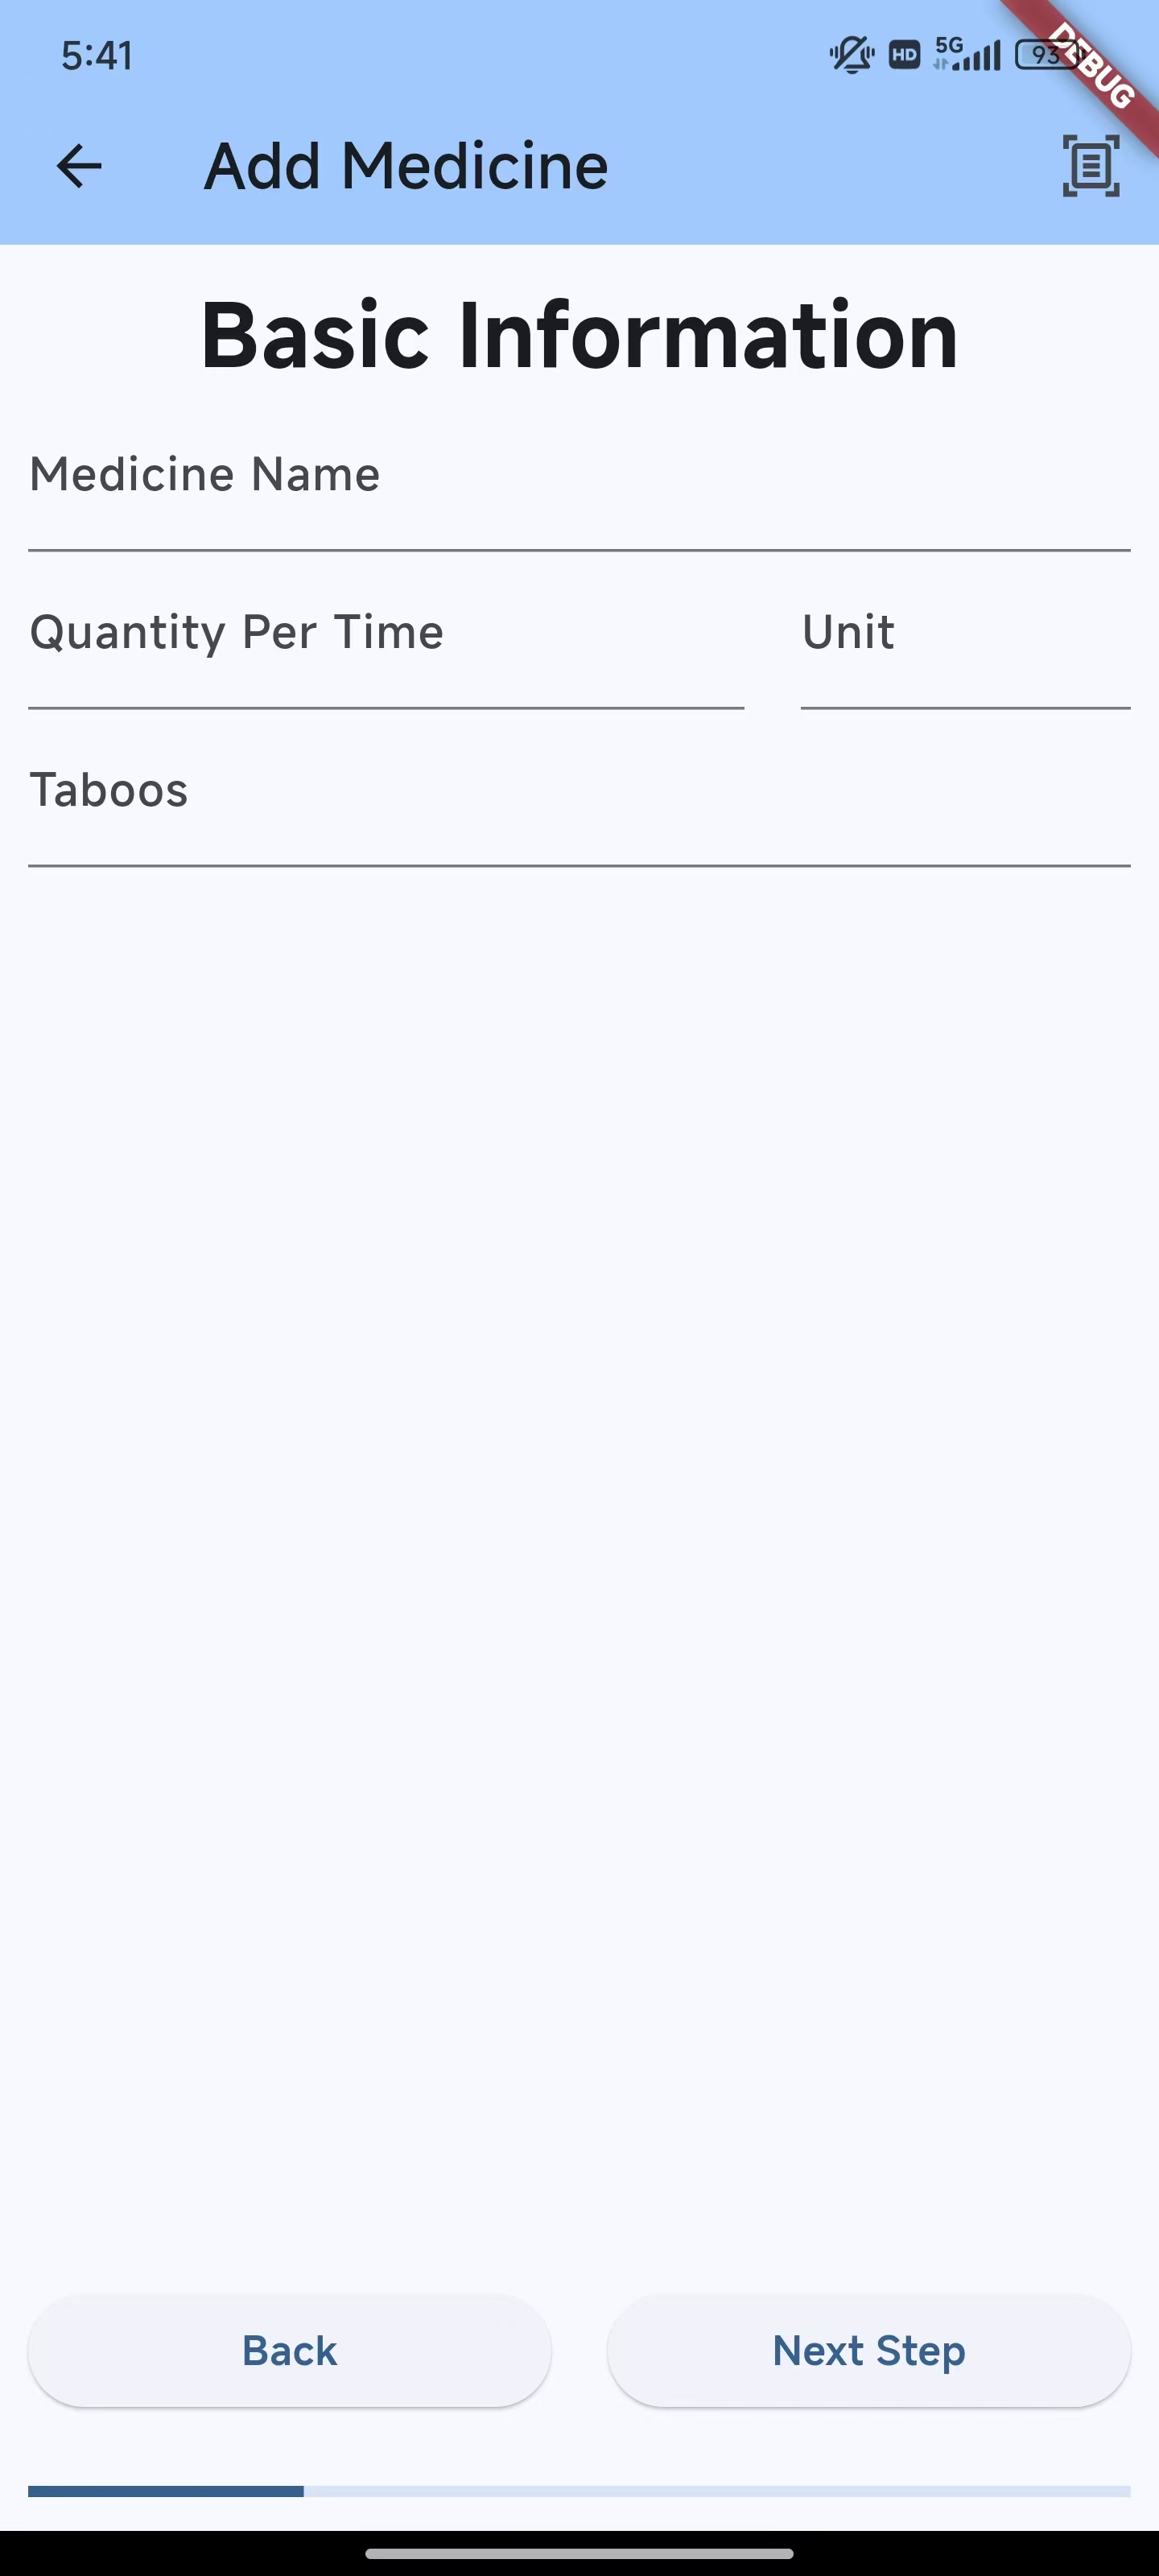 5:41
HD 5G 93
DEBUG
Add Medicine
Basic Information
Medicine Name
Quantity Per Time Unit
Taboos
Back Next Step